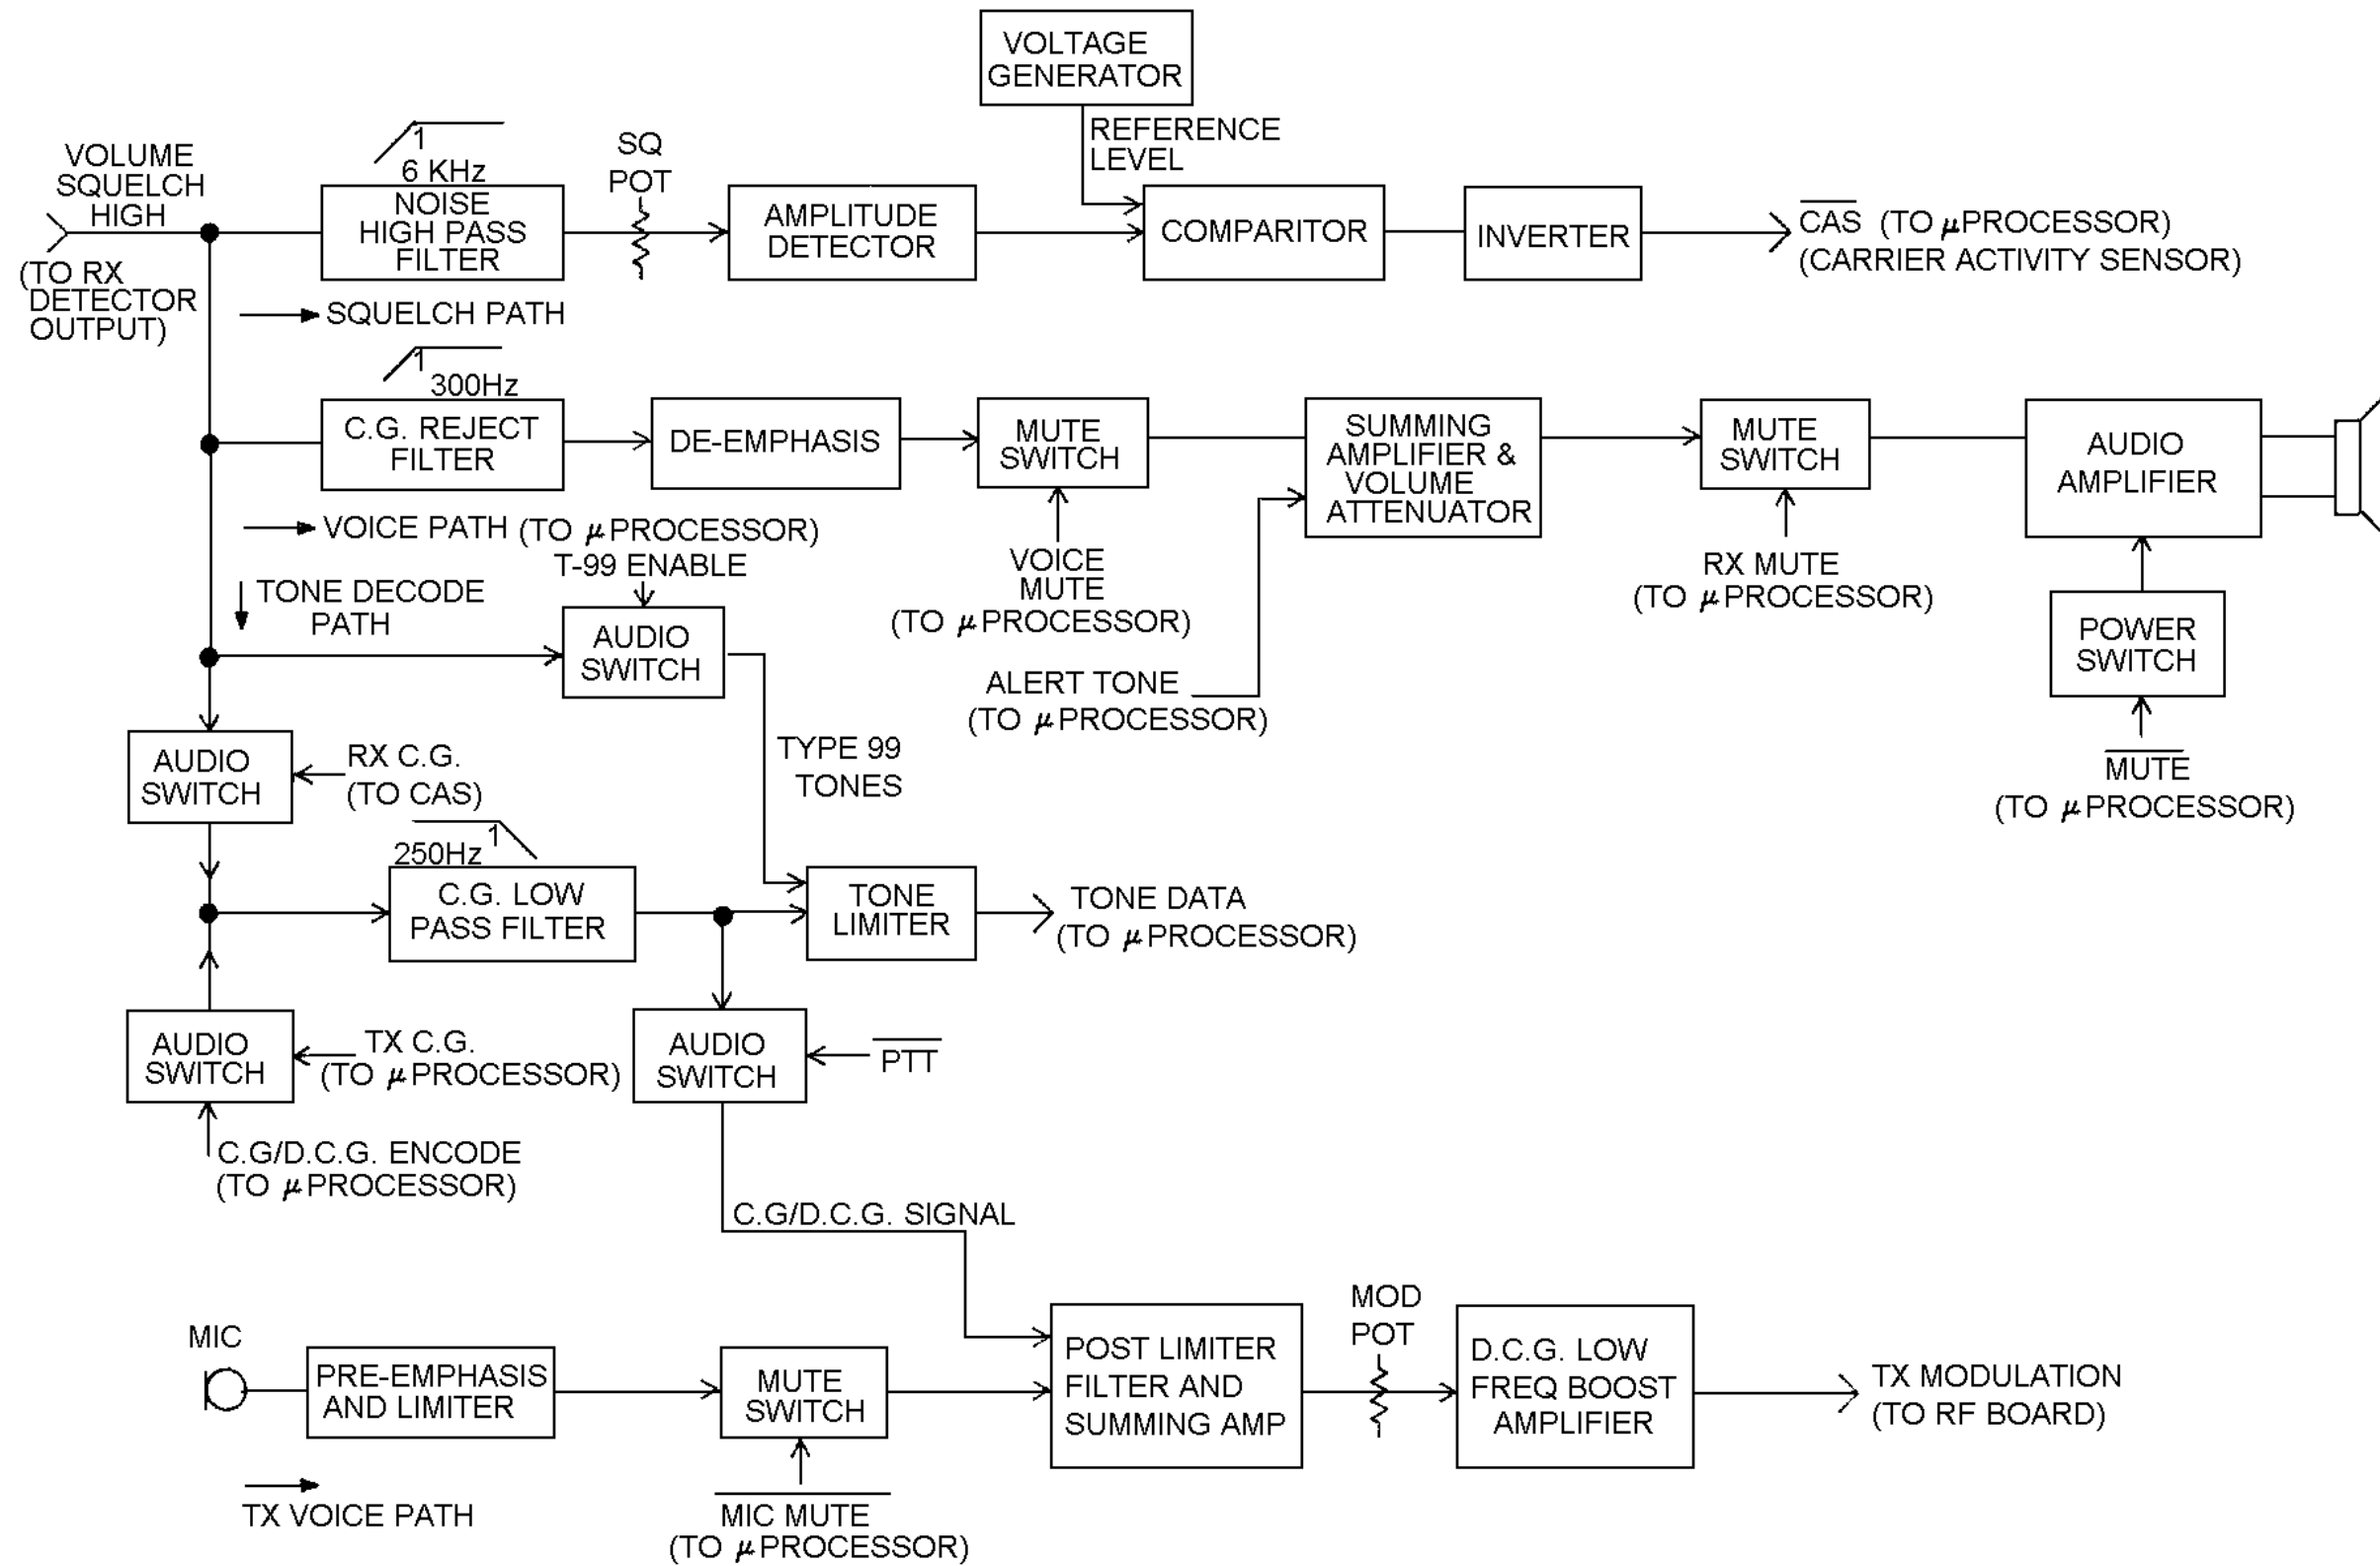 VOLTAGE
GENERATOR
REFERENCE
LEVEL
VOLUME
SQUELCH
HIGH
(TO RX
DETECTOR
OUTPUT)
1
6 KHz
NOISE
HIGH PASS
FILTER
SQ
POT
AMPLITUDE
DETECTOR
COMPARITOR
INVERTER
CAS (TO μPROCESSOR)
(CARRIER ACTIVITY SENSOR)
SQUELCH PATH
1
300Hz
C.G. REJECT
FILTER
DE-EMPHASIS
MUTE
SWITCH
SUMMING
AMPLIFIER &
VOLUME
ATTENUATOR
MUTE
SWITCH
AUDIO
AMPLIFIER
VOICE PATH
(TO μPROCESSOR)
T-99 ENABLE
VOICE
MUTE
(TO μPROCESSOR)
RX MUTE
(TO μPROCESSOR)
POWER
SWITCH
MUTE
(TO μPROCESSOR)
TONE DECODE
PATH
AUDIO
SWITCH
ALERT TONE
(TO μPROCESSOR)
TYPE 99
TONES
AUDIO
SWITCH
RX C.G.
(TO CAS)
1
250Hz
C.G. LOW
PASS FILTER
TONE
LIMITER
TONE DATA
(TO μPROCESSOR)
AUDIO
SWITCH
TX C.G.
(TO μPROCESSOR)
AUDIO
SWITCH
PTT
C.G/D.C.G. ENCODE
(TO μPROCESSOR)
C.G/D.C.G. SIGNAL
MIC
PRE-EMPHASIS
AND LIMITER
MUTE
SWITCH
POST LIMITER
FILTER AND
SUMMING AMP
MOD
POT
D.C.G. LOW
FREQ BOOST
AMPLIFIER
TX MODULATION
(TO RF BOARD)
TX VOICE PATH
MIC MUTE
(TO μPROCESSOR)